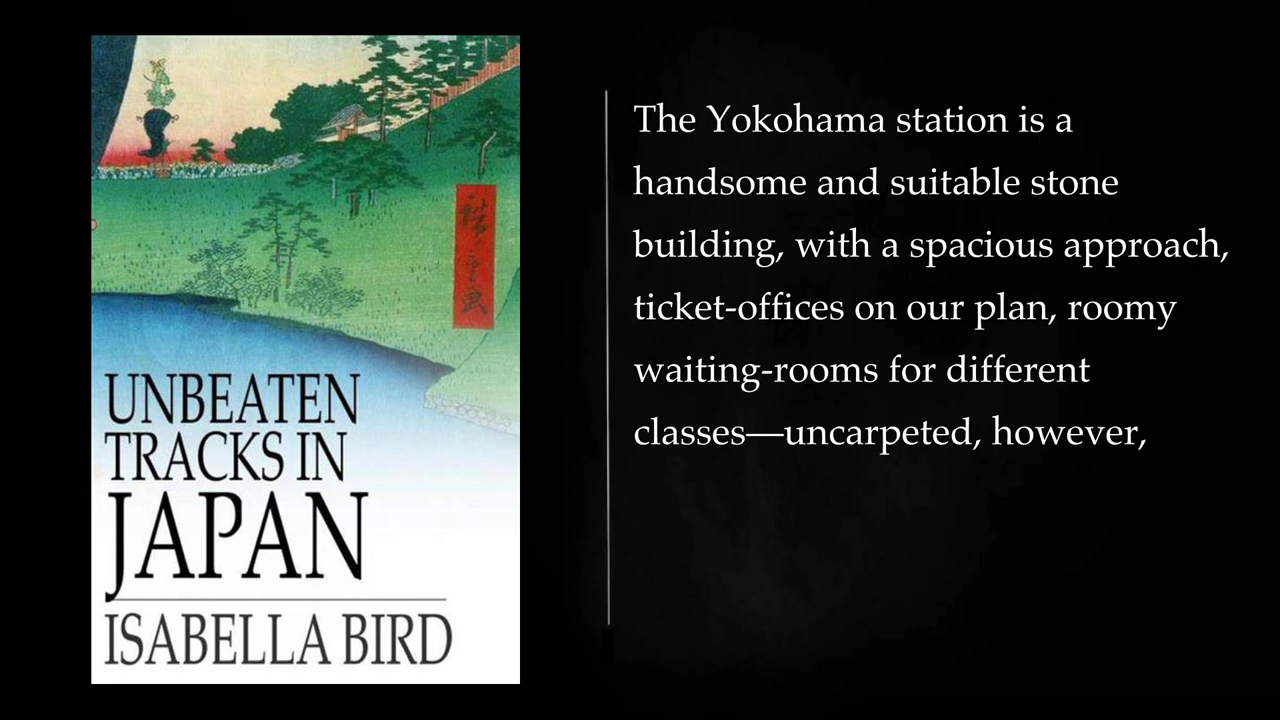 UNBEATEN
TRACKS IN
JAPAN
ISABELLA BIRD
The Yokohama station is a
handsome and suitable stone
building, with a spacious approach,
ticket-offices on our plan, roomy
waiting-rooms for different
classes—uncarpeted, however,